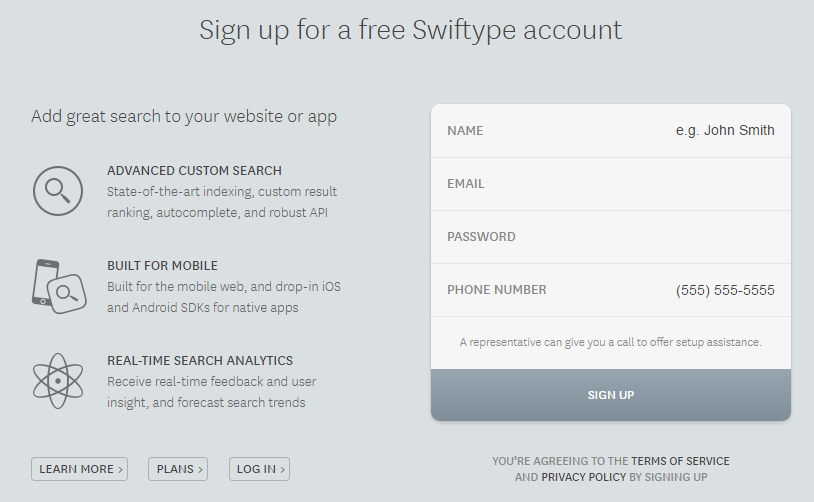 Sign up for a free Swiftype account
Add great search to your website or app
ADVANCED CUSTOM SEARCH
State-of-the-art indexing, custom result
ranking, autocomplete, and robust API
BUILT FOR MOBILE
Built for the mobile web, and drop-in iOS
and Android SDKs for native apps
REAL-TIME SEARCH ANALYTICS
Receive real-time feedback and user
insight, and forecast search trends
LEARN MORE > PLANS > LOG IN >
NAME e.g. John Smith
EMAIL
PASSWORD
PHONE NUMBER (555) 555-5555
A representative can give you a call to offer setup assistance.
SIGN UP
YOU'RE AGREEING TO THE TERMS OF SERVICE
AND PRIVACY POLICY BY SIGNING UP